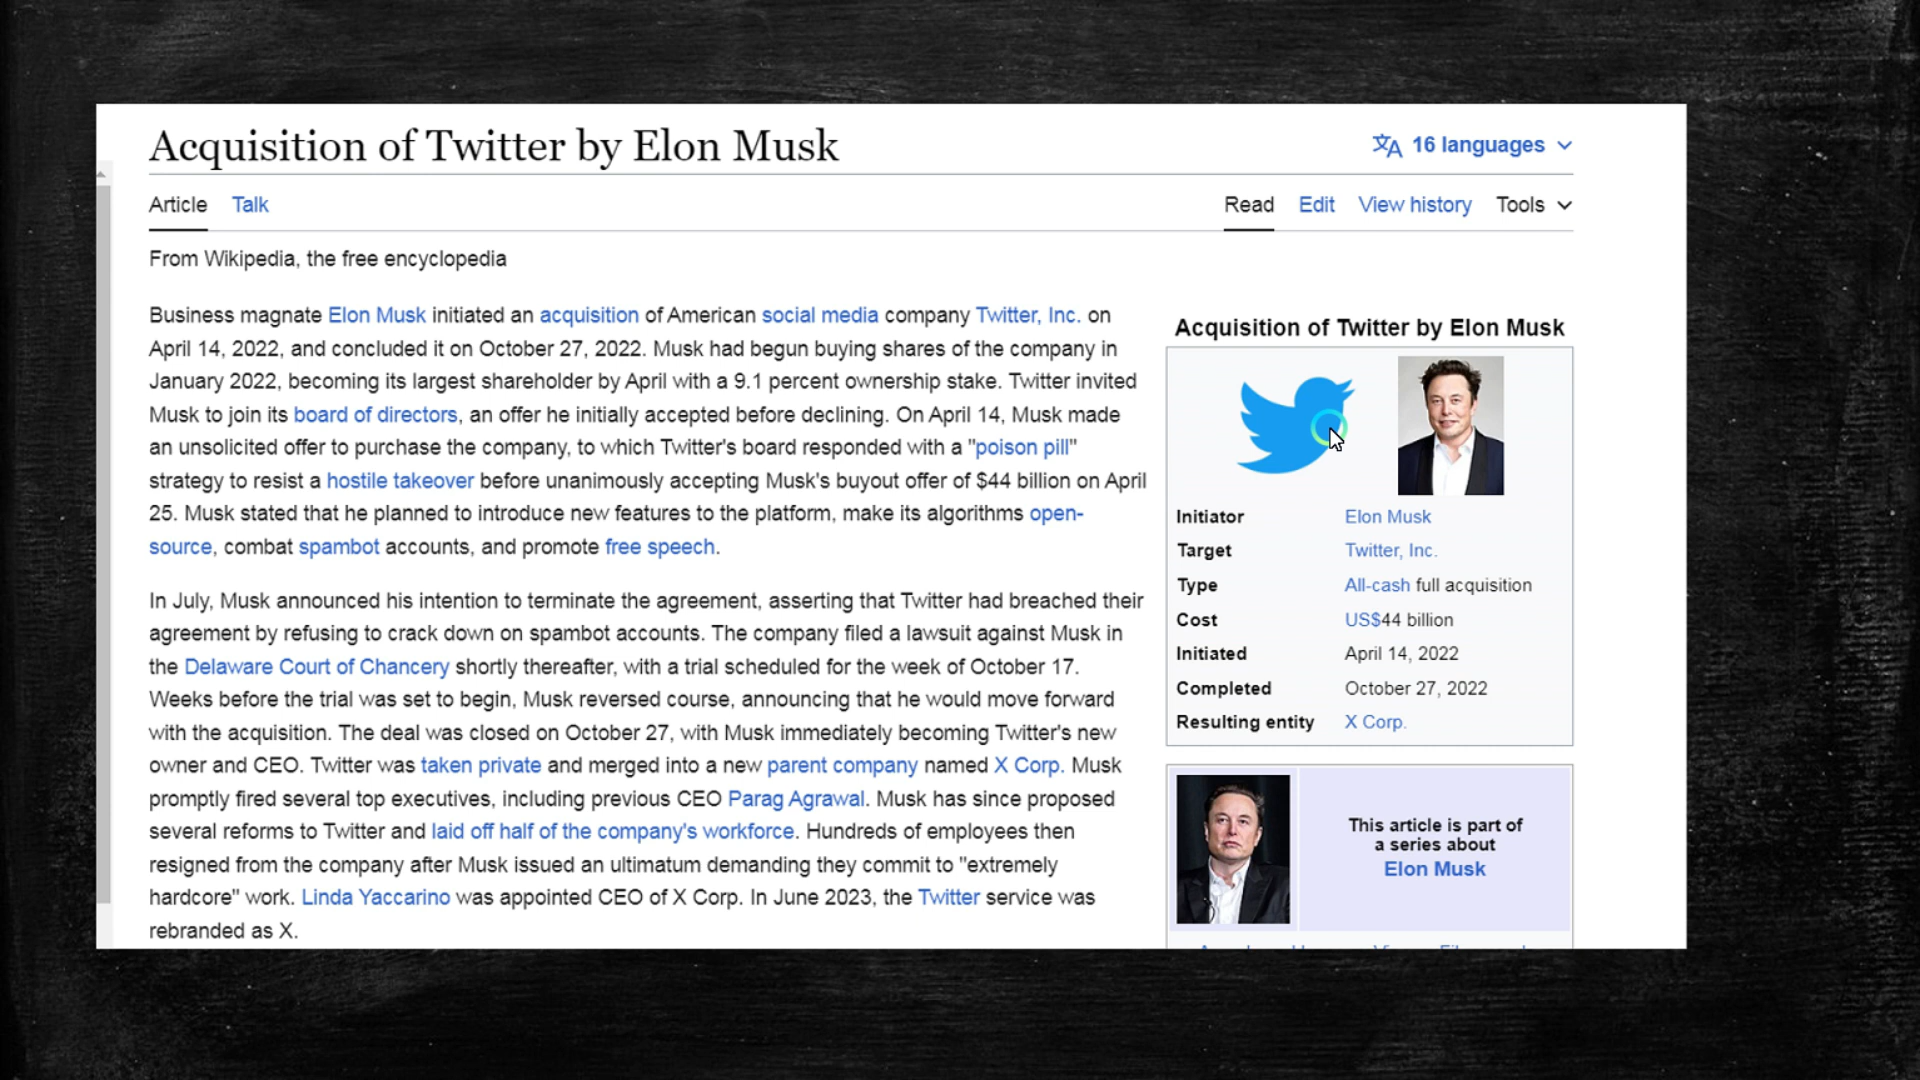 Acquisition of Twitter by Elon Musk
16 languages
Article Talk
Read Edit View history Tools
From Wikipedia, the free encyclopedia
Business magnate Elon Musk initiated an acquisition of American social media company Twitter, Inc. on
April 14, 2022, and concluded it on October 27, 2022. Musk had begun buying shares of the company in
January 2022, becoming its largest shareholder by April with a 9.1 percent ownership stake. Twitter invited
Musk to join its board of directors, an offer he initially accepted before declining. On April 14, Musk made
an unsolicited offer to purchase the company, to which Twitter's board responded with a "poison pill"
strategy to resist a hostile takeover before unanimously accepting Musk's buyout offer of $44 billion on April
25. Musk stated that he planned to introduce new features to the platform, make its algorithms open-
source, combat spambot accounts, and promote free speech.
In July, Musk announced his intention to terminate the agreement, asserting that Twitter had breached their
agreement by refusing to crack down on spambot accounts. The company filed a lawsuit against Musk in
the Delaware Court of Chancery shortly thereafter, with a trial scheduled for the week of October 17.
Weeks before the trial was set to begin, Musk reversed course, announcing that he would move forward
with the acquisition. The deal was closed on October 27, with Musk immediately becoming Twitter's new
owner and CEO. Twitter was taken private and merged into a new parent company named X Corp. Musk
promptly fired several top executives, including previous CEO Parag Agrawal. Musk has since proposed
several reforms to Twitter and laid off half of the company's workforce. Hundreds of employees then
resigned from the company after Musk issued an ultimatum demanding they commit to "extremely
hardcore" work. Linda Yaccarino was appointed CEO of X Corp. In June 2023, the Twitter service was
rebranded as X.
Acquisition of Twitter by Elon Musk
Initiator Elon Musk
Target Twitter, Inc.
Type All-cash full acquisition
Cost US$44 billion
Initiated April 14, 2022
Completed October 27, 2022
Resulting entity X Corp.
This article is part of
a series about
Elon Musk